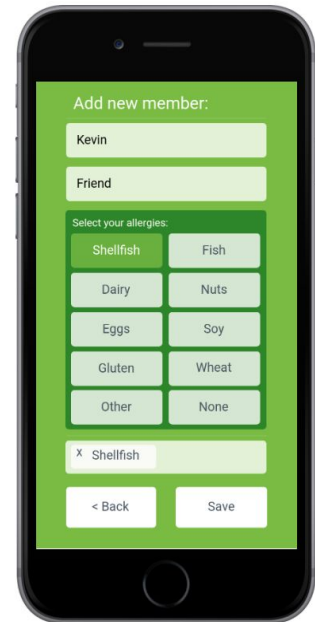 Add new member:
Kevin
Friend
Select your allergies:
Shellfish Fish
Dairy Nuts
Eggs Soy
Gluten Wheat
Other None
x Shellfish
< Back Save